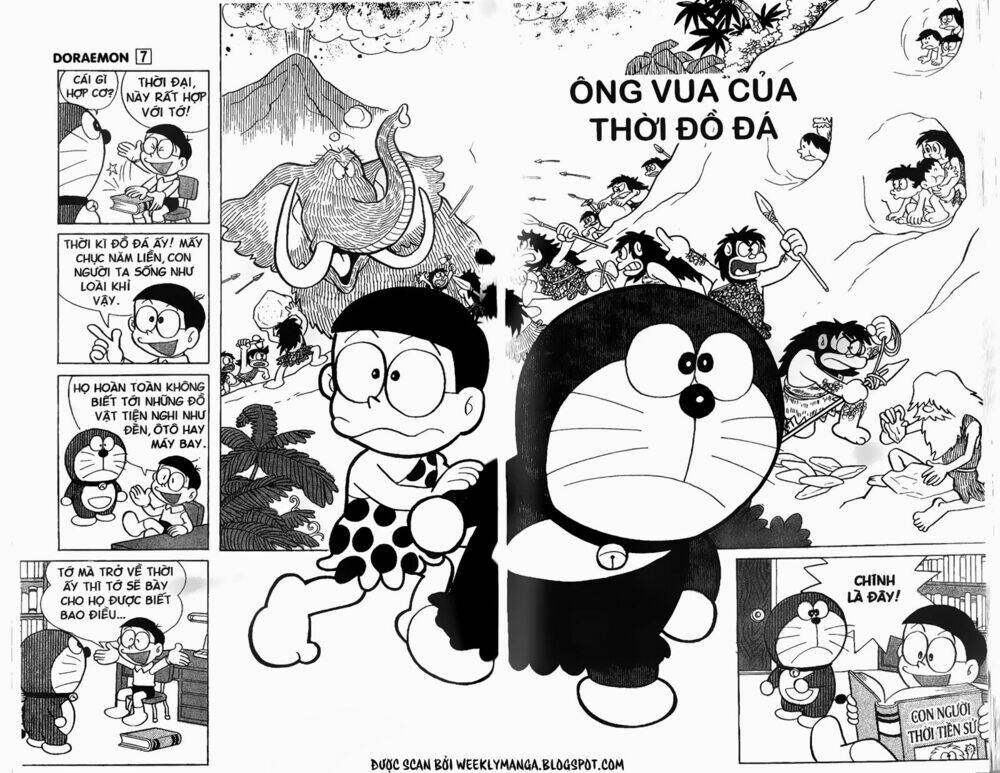 DORAEMON 7
ÔNG VUA CỦA
THỜI ĐỒ ĐÁ
CÁI GÌ
HỢP CƠ?
THỜI ĐẠI,
NÀY RẤT HỢP
VỚI TỚ!
THỜI KÌ ĐỒ ĐÁ ẤY! MẤY
CHỤC NĂM LIỀN, CON
NGƯỜI TA SỐNG NHƯ
LOÀI KHỈ
VẬY.
HỌ HOÀN TOÀN KHÔNG
BIẾT TỚI NHỮNG ĐỒ
VẬT TIỆN NGHI NHƯ
ĐÈN, ÔTÔ HAY
MÁY BAY.
TỚ MÀ TRỞ VỀ THỜI
ẤY THÌ TỚ SẼ BÀY
CHO HỌ ĐƯỢC BIẾT
BAO ĐIỀU...
CHÍNH
LÀ ĐÂY!
CON NGƯỜI
THỜI TIỀN SỬ
ĐƯỢC SCAN BỞI WEEKLYMANGA.BLOGSPOT.COM